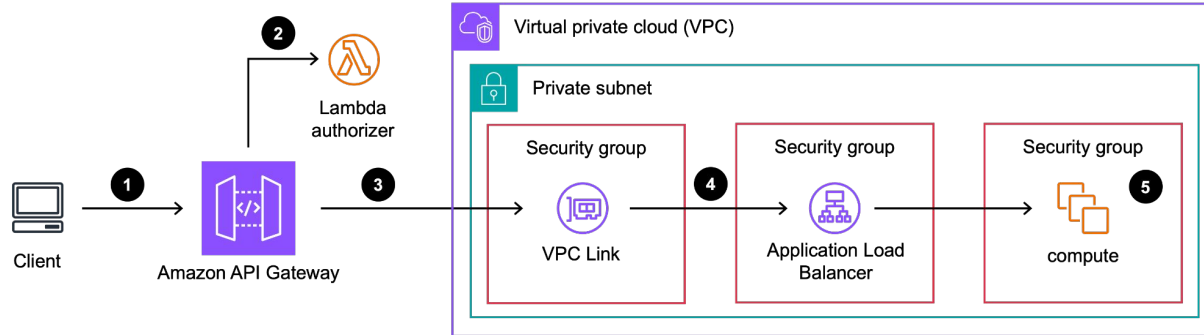 Virtual private cloud (VPC)
2
Private subnet
Lambda
authorizer
Security group
Security group
Security group
1
3
4
5
</>
Client
Amazon API Gateway
VPC Link
Application Load
Balancer
compute